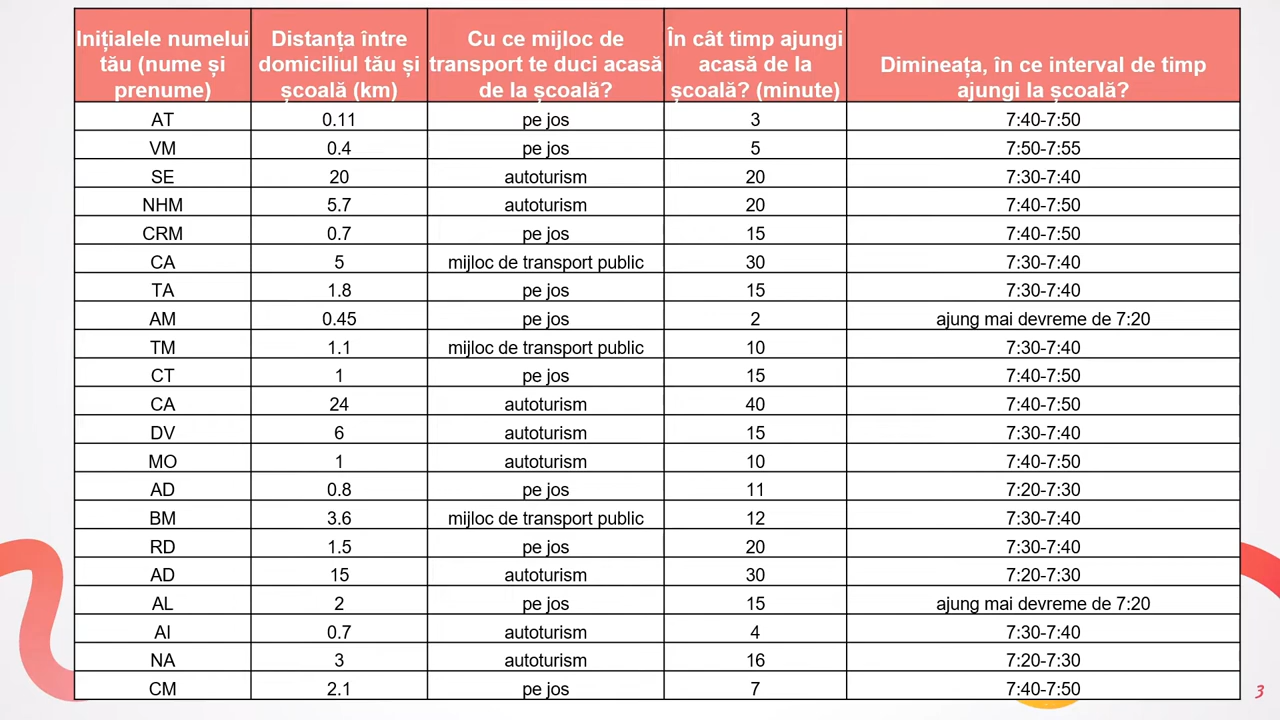 Inițialele numelui tău (nume și prenume) Distanța între domiciliul tău și școală (km) Cu ce mijloc de transport te duci acasă de la școală? În cât timp ajungi acasă de la școală? (minute) Dimineața, în ce interval de timp ajungi la școală?
AT 0.11 pe jos 3 7:40-7:50
VM 0.4 pe jos 5 7:50-7:55
SE 20 autoturism 20 7:30-7:40
NHM 5.7 autoturism 20 7:40-7:50
CRM 0.7 pe jos 15 7:40-7:50
CA 5 mijloc de transport public 30 7:30-7:40
TA 1.8 pe jos 15 7:30-7:40
AM 0.45 pe jos 2 ajung mai devreme de 7:20
TM 1.1 mijloc de transport public 10 7:30-7:40
CT 1 pe jos 15 7:40-7:50
CA 24 autoturism 40 7:40-7:50
DV 6 autoturism 15 7:30-7:40
MO 1 autoturism 10 7:40-7:50
AD 0.8 pe jos 11 7:20-7:30
BM 3.6 mijloc de transport public 12 7:30-7:40
RD 1.5 pe jos 20 7:30-7:40
AD 15 autoturism 30 7:20-7:30
AL 2 pe jos 15 ajung mai devreme de 7:20
AI 0.7 autoturism 4 7:30-7:40
NA 3 autoturism 16 7:20-7:30
CM 2.1 pe jos 7 7:40-7:50
3